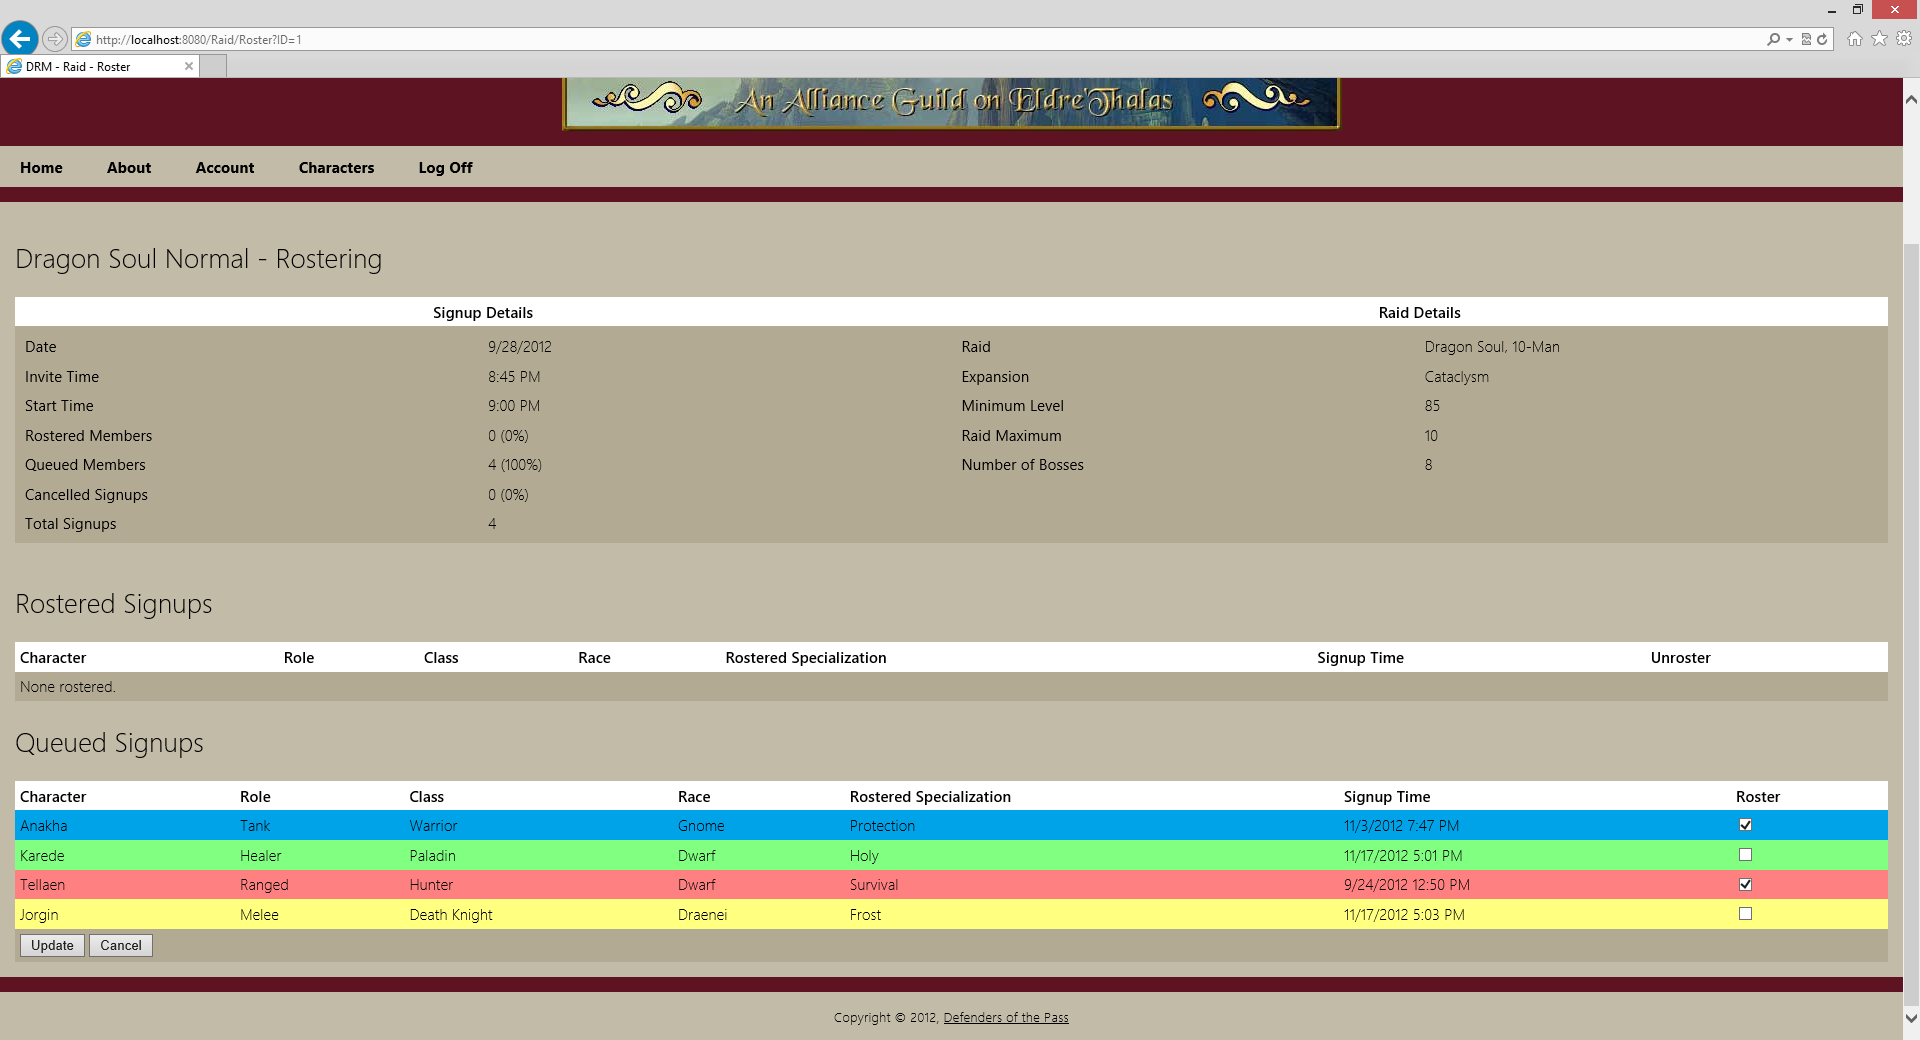 http://localhost:8080/Raid/Roster?ID=1
DRM - Raid - Roster
An Alliance Guild on Eldre'Thalas
Home About Account Characters Log Off
Dragon Soul Normal - Rostering
Signup Details Raid Details
Date 9/28/2012 Raid Dragon Soul, 10-Man
Invite Time 8:45 PM Expansion Cataclysm
Start Time 9:00 PM Minimum Level 85
Rostered Members 0 (0%) Raid Maximum 10
Queued Members 4 (100%) Number of Bosses 8
Cancelled Signups 0 (0%)
Total Signups 4
Rostered Signups
Character Role Class Race Rostered Specialization Signup Time Unroster
None rostered.
Queued Signups
Character Role Class Race Rostered Specialization Signup Time Roster
Anakha Tank Warrior Gnome Protection 11/3/2012 7:47 PM
Karede Healer Paladin Dwarf Holy 11/17/2012 5:01 PM
Tellaen Ranged Hunter Dwarf Survival 9/24/2012 12:50 PM
Jorgin Melee Death Knight Draenei Frost 11/17/2012 5:03 PM
Update Cancel
Copyright © 2012, Defenders of the Pass